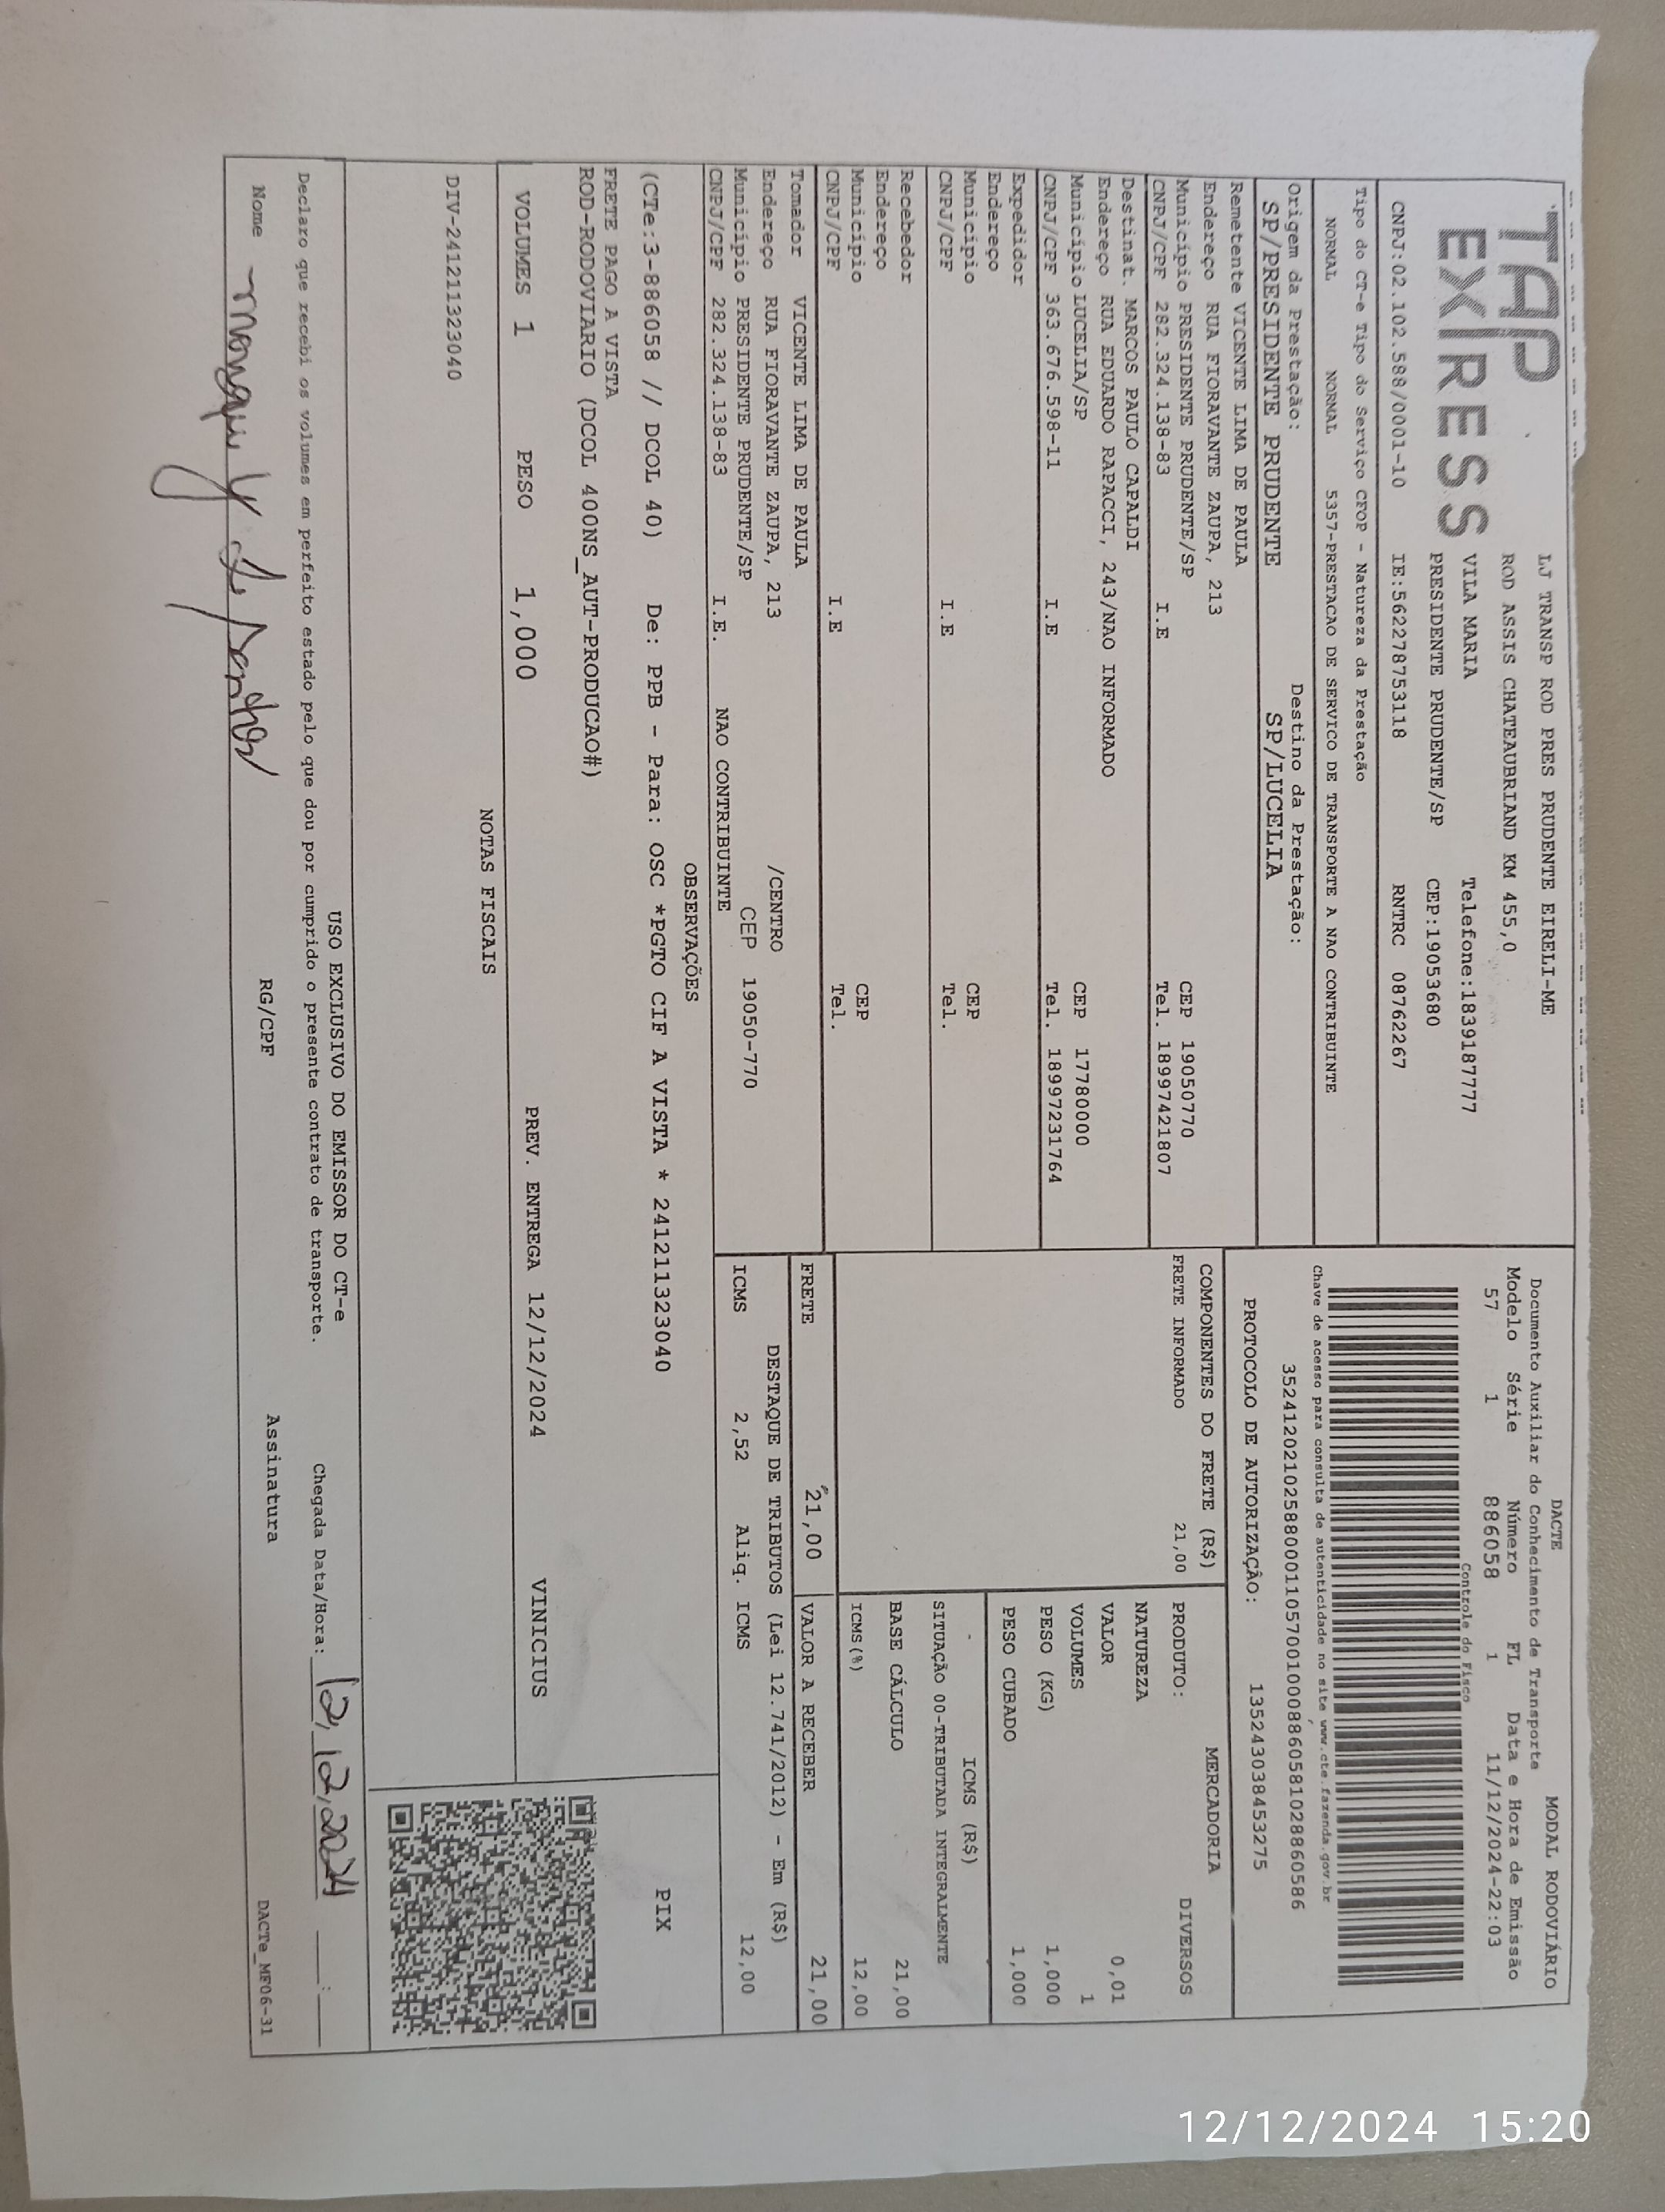 TAP
EXPRESS
LJ TRANSP ROD PRES PRUDENTE EIRELI-ME
ROD ASSIS CHATEAUBRIAND KM 455,0
VILA MARIA Telefone:1839187777
PRESIDENTE PRUDENTE/SP CEP:19053680
CNPJ:02.102.588/0001-10 IE:562278753118 RNTRC 08762267
Tipo do CT-e Tipo do Serviço CFOP - Natureza da Prestação
NORMAL NORMAL 5357-PRESTACAO DE SERVICO DE TRANSPORTE A NAO CONTRIBUINTE
Origem da Prestação: Destino da Prestação:
SP/PRESIDENTE PRUDENTE SP/LUCELIA
Remetente VICENTE LIMA DE PAULA
Endereço RUA FIORAVANTE ZAUPA, 213
Município PRESIDENTE PRUDENTE/SP CEP 19050770
CNPJ/CPF 282.324.138-83 I.E Tel. 18997421807
Destinat. MARCOS PAULO CAPALDI
Endereço RUA EDUARDO RAPACCI, 243/NAO INFORMADO
Município LUCELIA/SP CEP 17780000
CNPJ/CPF 363.676.598-11 I.E Tel. 18997231764
Expedidor
Endereço
Município CEP
CNPJ/CPF I.E Tel.
Recebedor
Endereço
Município CEP
CNPJ/CPF I.E Tel.
Tomador VICENTE LIMA DE PAULA
Endereço RUA FIORAVANTE ZAUPA, 213 /CENTRO
Município PRESIDENTE PRUDENTE/SP CEP 19050-770
CNPJ/CPF 282.324.138-83 I.E. NAO CONTRIBUINTE
DACTE MODAL RODOVIÁRIO
Documento Auxiliar do Conhecimento de Transporte
Modelo Série Número FL Data e Hora de Emissão
57 1 886058 1 11/12/2024-22:03
Controle do Fisco
Chave de acesso para consulta de autenticidade no site www.cte.fazenda.gov.br
35241202102588000110570010008860581028860586
PROTOCOLO DE AUTORIZAÇÃO: 135243038453275
COMPONENTES DO FRETE (R$)
FRETE INFORMADO 21,00
MERCADORIA
PRODUTO: DIVERSOS
NATUREZA
VALOR 0,01
VOLUMES 1
PESO (KG) 1,000
PESO CUBADO 1,000
ICMS (R$)
-
SITUAÇÃO 00-TRIBUTADA INTEGRALMENTE
BASE CÁLCULO 21,00
ICMS(%) 12,00
FRETE 21,00 VALOR A RECEBER 21,00
DESTAQUE DE TRIBUTOS (Lei 12.741/2012) - Em (R$)
ICMS 2,52 Aliq. ICMS 12,00
OBSERVAÇÕES
(CTe:3-886058 // DCOL 40) De: PPB - Para: OSC *PGTO CIF A VISTA * 241211323040
FRETE PAGO A VISTA
ROD-RODOVIARIO (DCOL 400NS_AUT-PRODUCAO#)
PIX
VOLUMES 1 PESO 1,000 PREV. ENTREGA 12/12/2024 VINICIUS
NOTAS FISCAIS
DIV-241211323040
USO EXCLUSIVO DO EMISSOR DO CT-e
Declaro que recebi os volumes em perfeito estado pelo que dou por cumprido o presente contrato de transporte. Chegada Data/Hora: 12,12,2024 __:__
Nome RG/CPF Assinatura
DACTe_MF06-31
12/12/2024 15:20